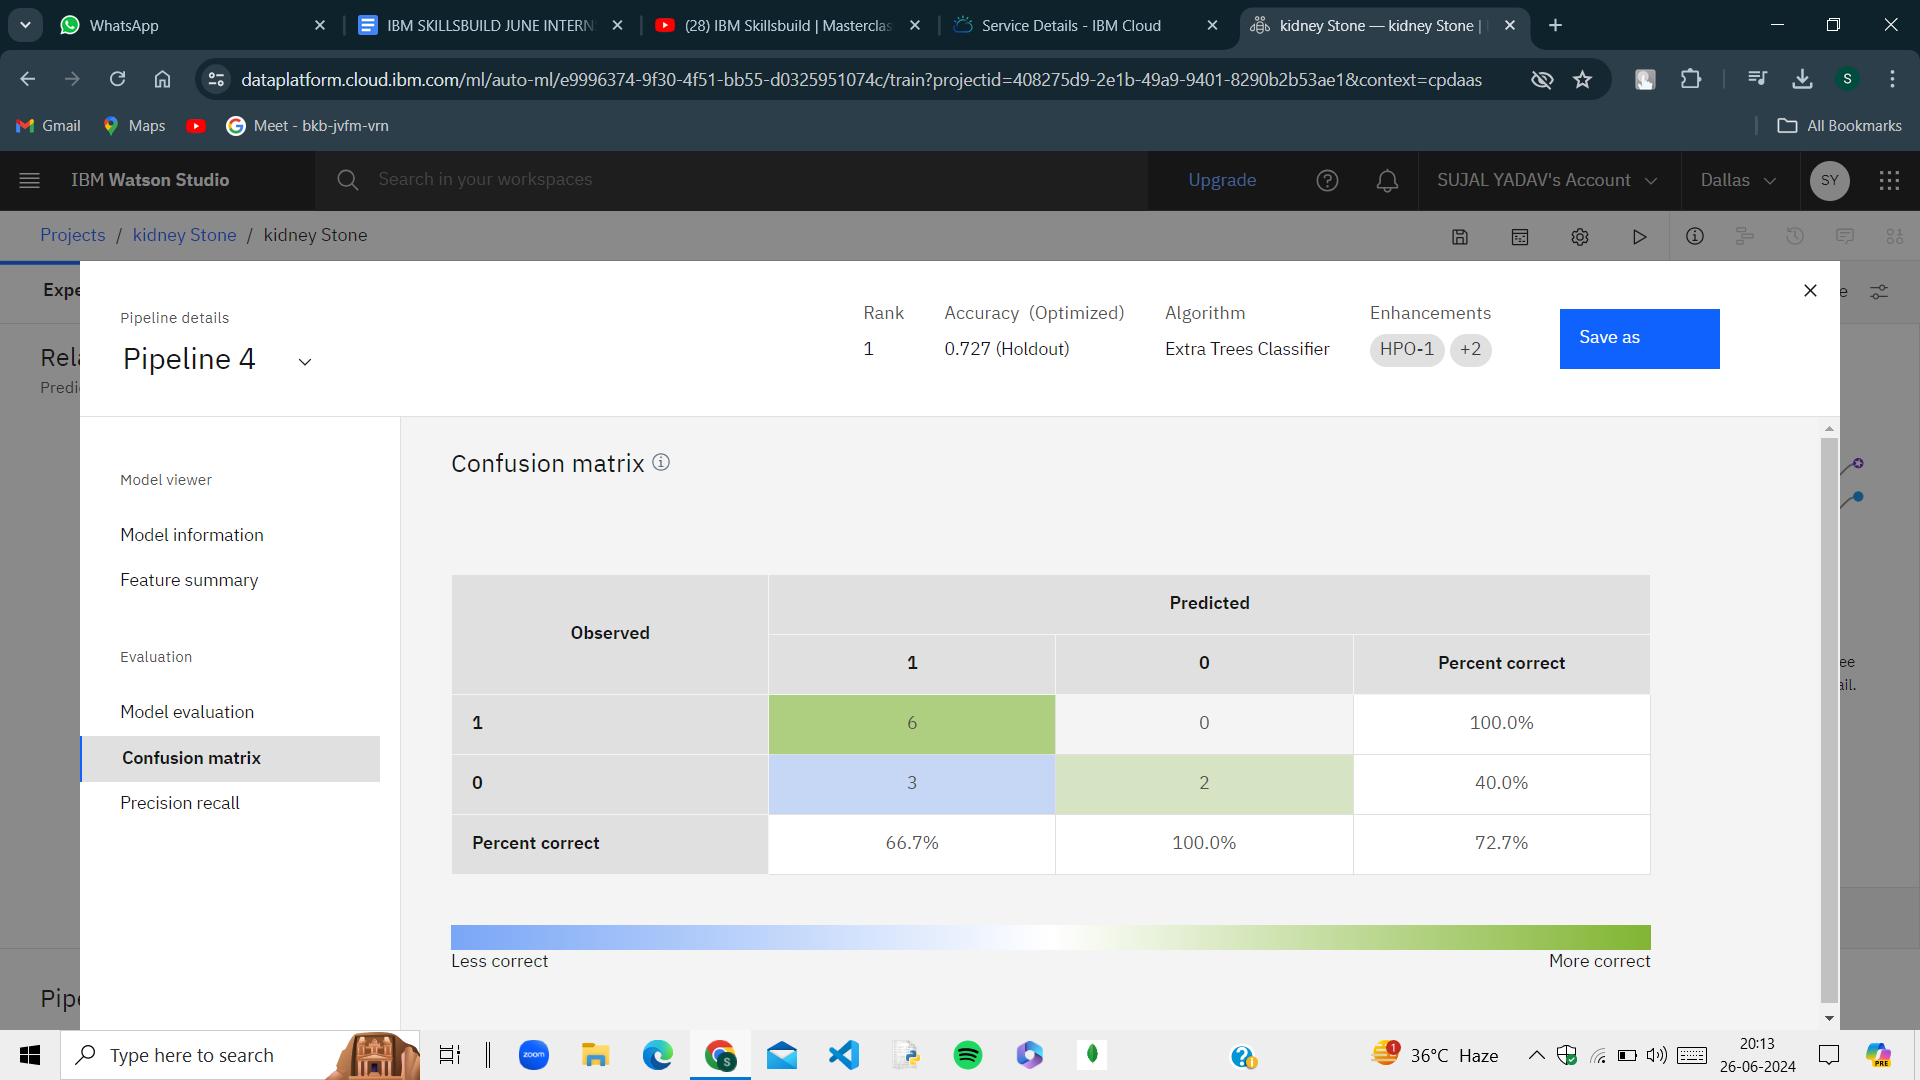 WhatsApp
IBM SKILLSBUILD JUNE INTERN
(28) IBM Skillsbuild | Masterclas
Service Details - IBM Cloud
kidney Stone — kidney Stone |
dataplatform.cloud.ibm.com/ml/auto-ml/e9996374-9f30-4f51-bb55-d0325951074c/train?projectid=408275d9-2e1b-49a9-9401-8290b2b53ae1&context=cpdaas
S
Gmail
Maps
Meet - bkb-jvfm-vrn
All Bookmarks
IBM Watson Studio
Search in your workspaces
Upgrade
SUJAL YADAV's Account
Dallas
SY
Projects / kidney Stone / kidney Stone
Expe
Rela
Predi
Pipeline details
Pipeline 4
Rank
1
Accuracy (Optimized)
0.727 (Holdout)
Algorithm
Extra Trees Classifier
Enhancements
HPO-1 +2
Save as
e
Model viewer
Model information
Feature summary
Evaluation
Model evaluation
Confusion matrix
Precision recall
Confusion matrix
Observed
Predicted
1 0 Percent correct
1 6 0 100.0%
0 3 2 40.0%
Percent correct 66.7% 100.0% 72.7%
Less correct
More correct
ee
ail.
Pipe
Type here to search
zoom
S
1
36°C Haze
20:13
26-06-2024
PRE